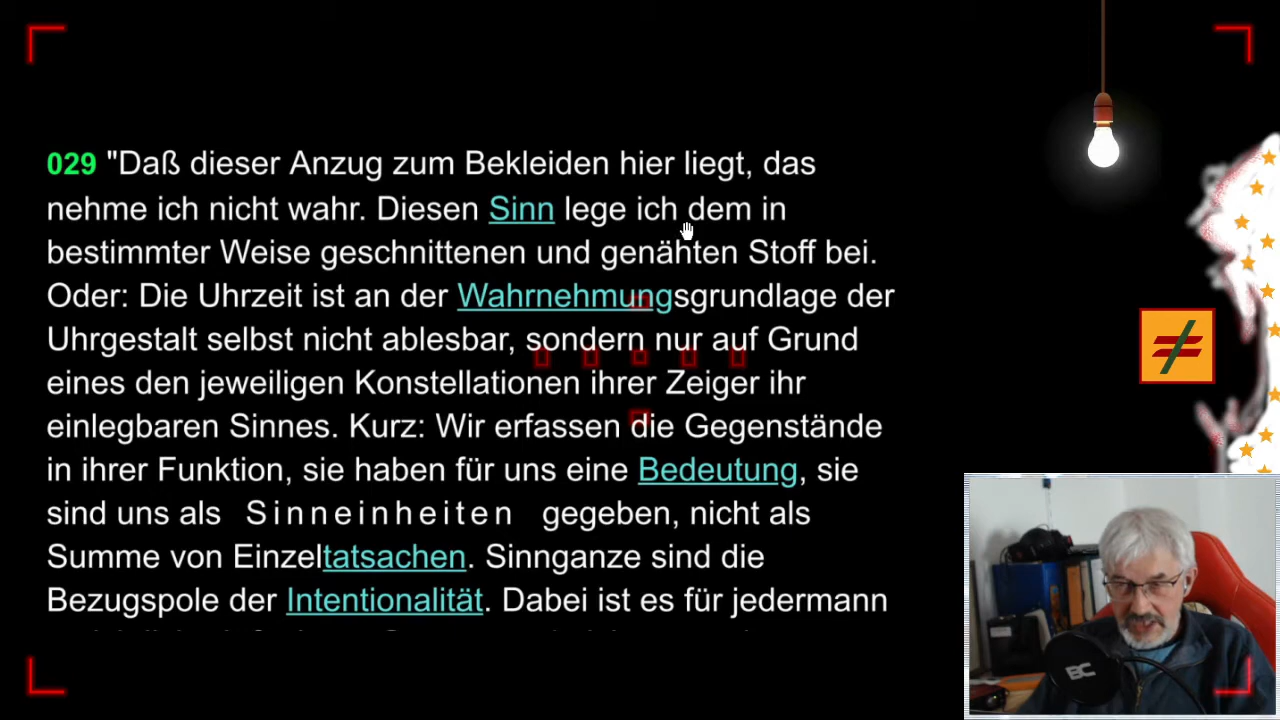 029 "Daß dieser Anzug zum Bekleiden hier liegt, das
nehme ich nicht wahr. Diesen Sinn lege ich dem in
bestimmter Weise geschnittenen und genähten Stoff bei.
Oder: Die Uhrzeit ist an der Wahrnehmungsgrundlage der
Uhrgestalt selbst nicht ablesbar, sondern nur auf Grund
eines den jeweiligen Konstellationen ihrer Zeiger ihr
einlegbaren Sinnes. Kurz: Wir erfassen die Gegenstände
in ihrer Funktion, sie haben für uns eine Bedeutung, sie
sind uns als S i n n e i n h e i t e n gegeben, nicht als
Summe von Einzeltatsachen. Sinnganze sind die
Bezugspole der Intentionalität. Dabei ist es für jedermann
≠
BC